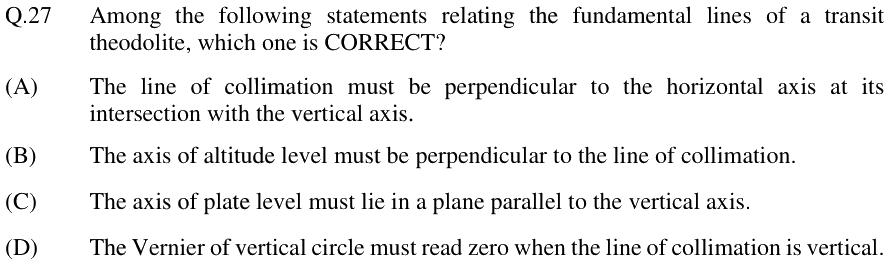 Q.27 Among the following statements relating the fundamental lines of a transit
theodolite, which one is CORRECT?
(A) The line of collimation must be perpendicular to the horizontal axis at its
intersection with the vertical axis.
(B) The axis of altitude level must be perpendicular to the line of collimation.
(C) The axis of plate level must lie in a plane parallel to the vertical axis.
(D) The Vernier of vertical circle must read zero when the line of collimation is vertical.